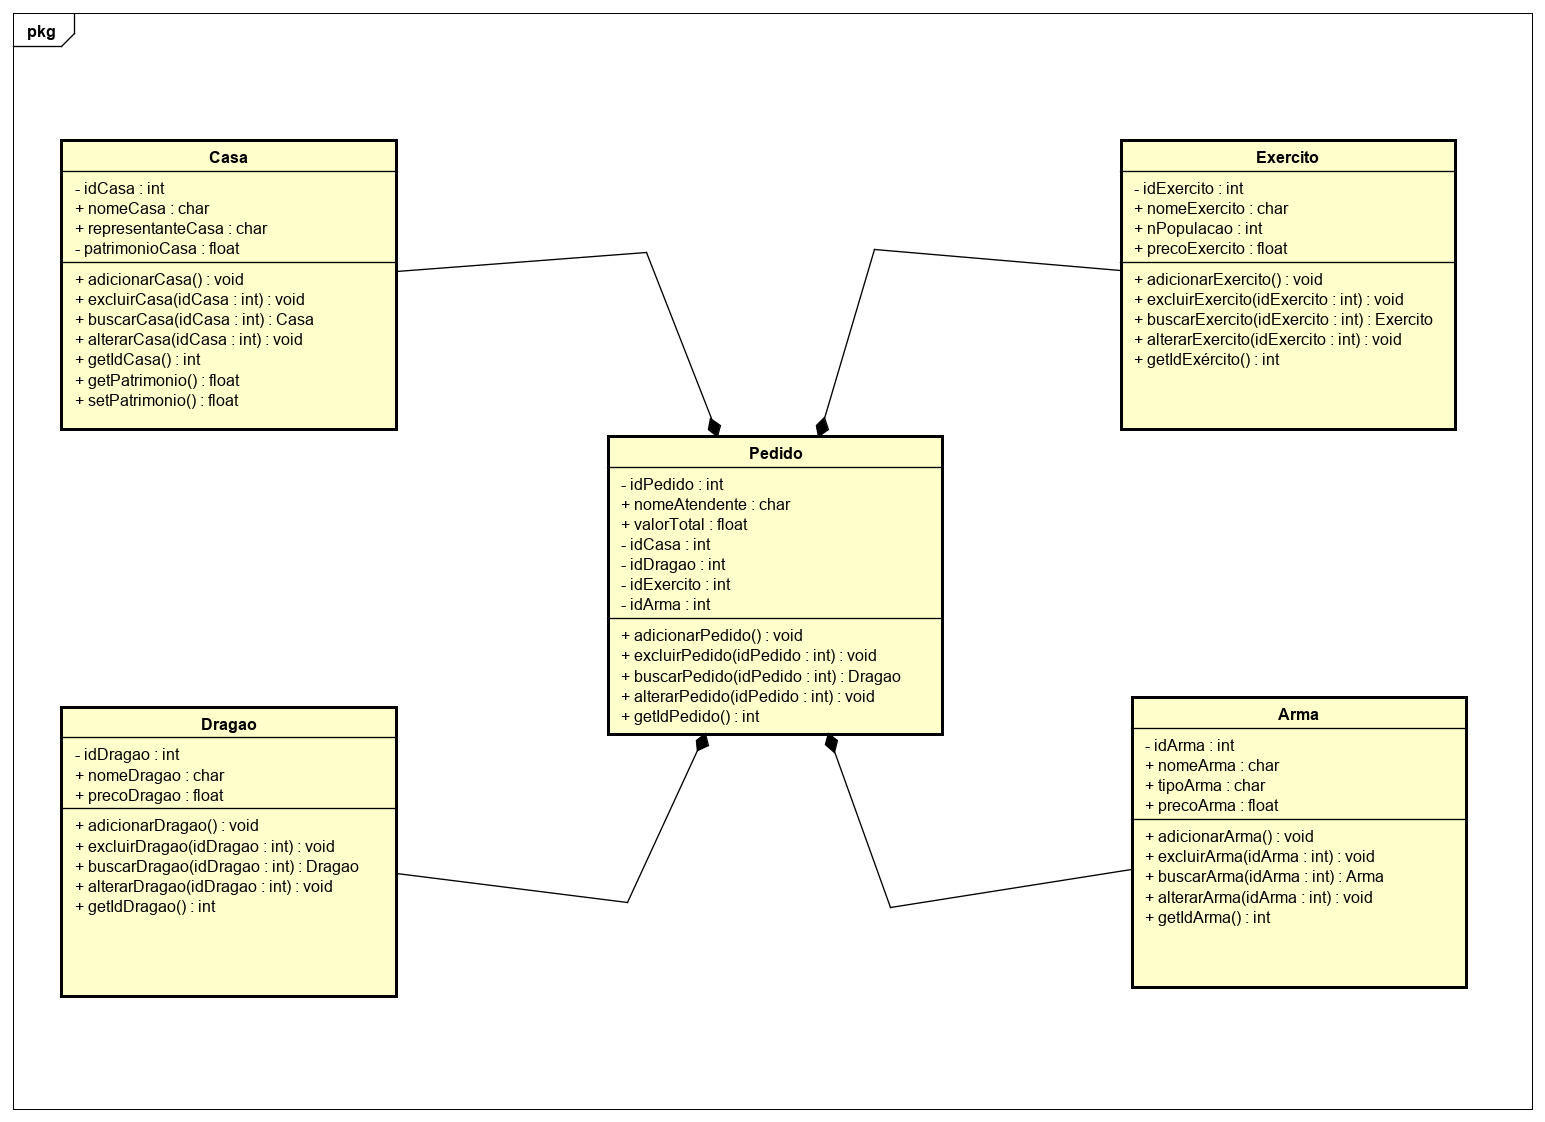 pkg
Casa
- idCasa : int
+ nomeCasa : char
+ representanteCasa : char
- patrimonioCasa : float
+ adicionarCasa() : void
+ excluirCasa(idCasa : int) : void
+ buscarCasa(idCasa : int) : Casa
+ alterarCasa(idCasa : int) : void
+ getIdCasa() : int
+ getPatrimonio() : float
+ setPatrimonio() : float
Exercito
- idExercito : int
+ nomeExercito : char
+ nPopulacao : int
+ precoExercito : float
+ adicionarExercito() : void
+ excluirExercito(idExercito : int) : void
+ buscarExercito(idExercito : int) : Exercito
+ alterarExercito(idExercito : int) : void
+ getIdExército() : int
Pedido
- idPedido : int
+ nomeAtendente : char
+ valorTotal : float
- idCasa : int
- idDragao : int
- idExercito : int
- idArma : int
+ adicionarPedido() : void
+ excluirPedido(idPedido : int) : void
+ buscarPedido(idPedido : int) : Dragao
+ alterarPedido(idPedido : int) : void
+ getIdPedido() : int
Dragao
- idDragao : int
+ nomeDragao : char
+ precoDragao : float
+ adicionarDragao() : void
+ excluirDragao(idDragao : int) : void
+ buscarDragao(idDragao : int) : Dragao
+ alterarDragao(idDragao : int) : void
+ getIdDragao() : int
Arma
- idArma : int
+ nomeArma : char
+ tipoArma : char
+ precoArma : float
+ adicionarArma() : void
+ excluirArma(idArma : int) : void
+ buscarArma(idArma : int) : Arma
+ alterarArma(idArma : int) : void
+ getIdArma() : int